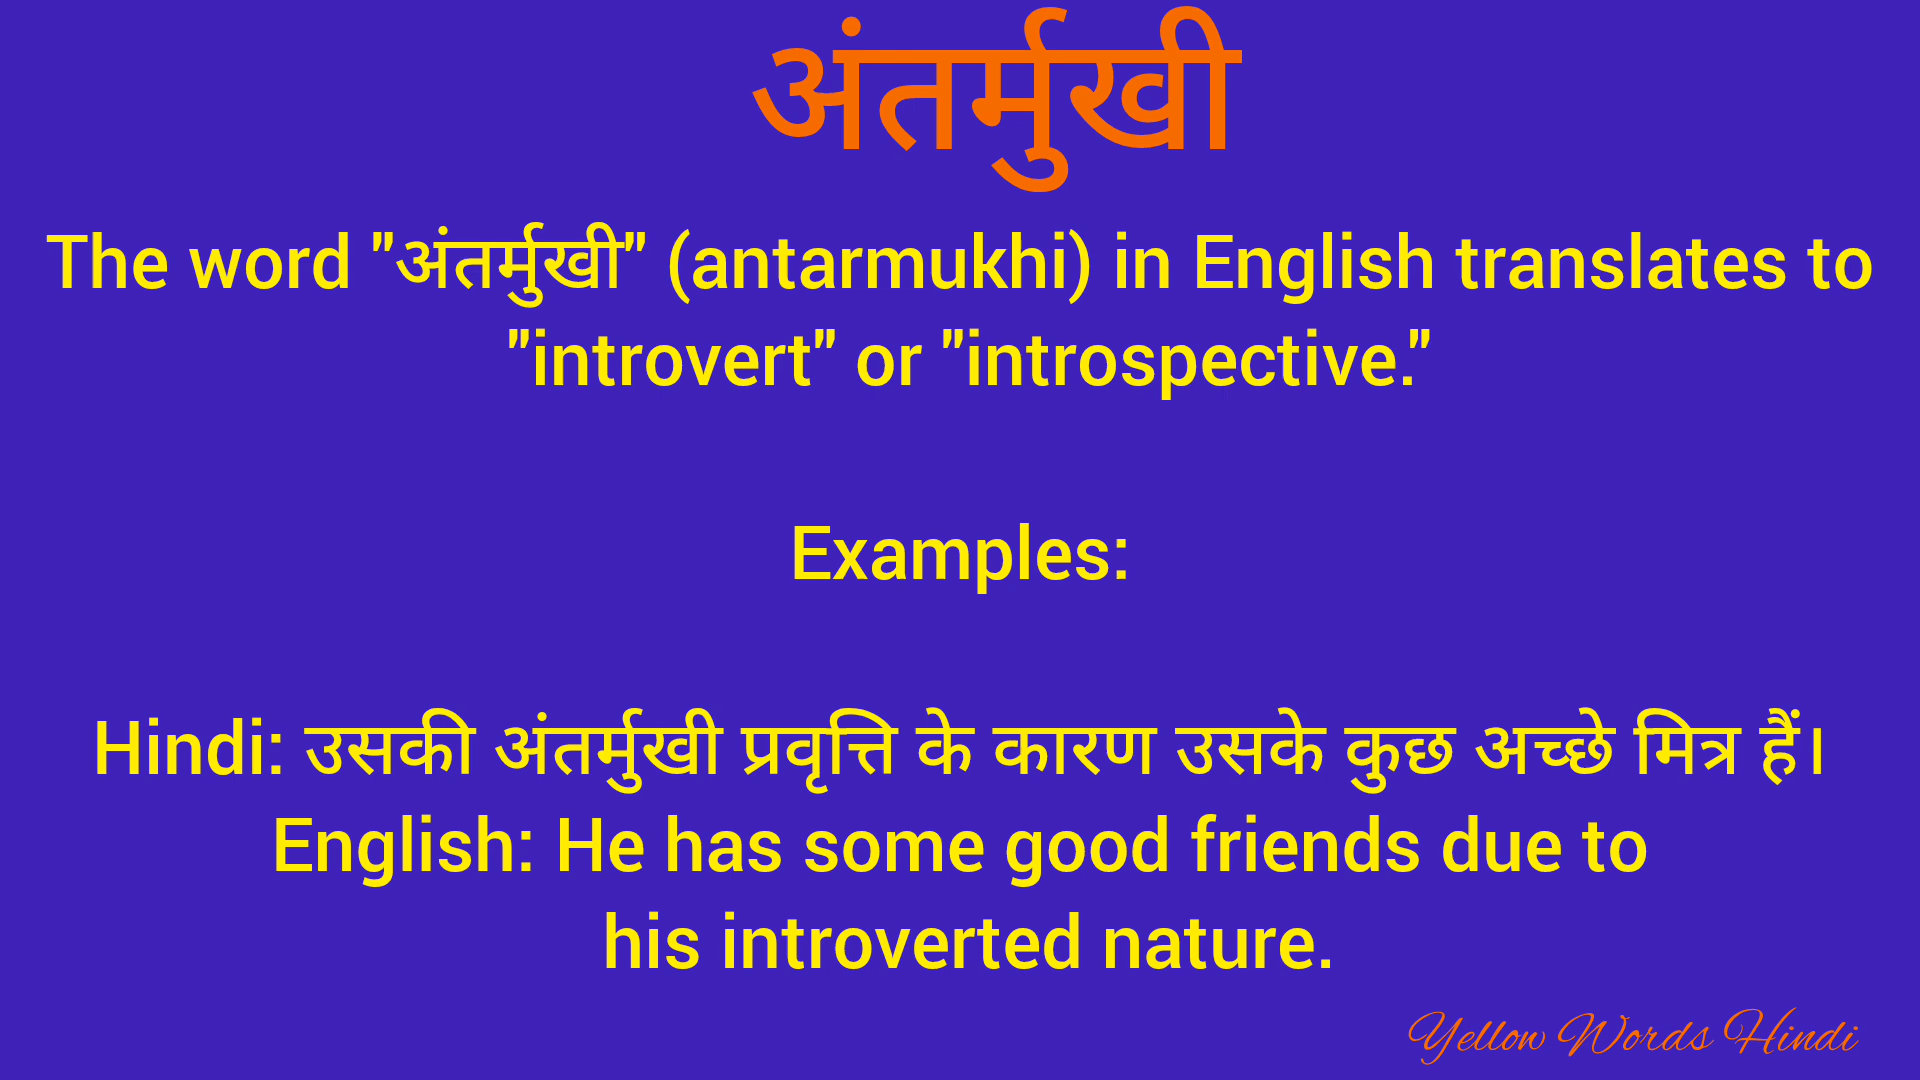 अंतर्मुखी
The word "अंतर्मुखी" (antarmukhi) in English translates to
"introvert" or "introspective."
Examples:
Hindi: उसकी अंतर्मुखी प्रवृत्ति के कारण उसके कुछ अच्छे मित्र हैं।
English: He has some good friends due to
his introverted nature.
Yellow Words Hindi